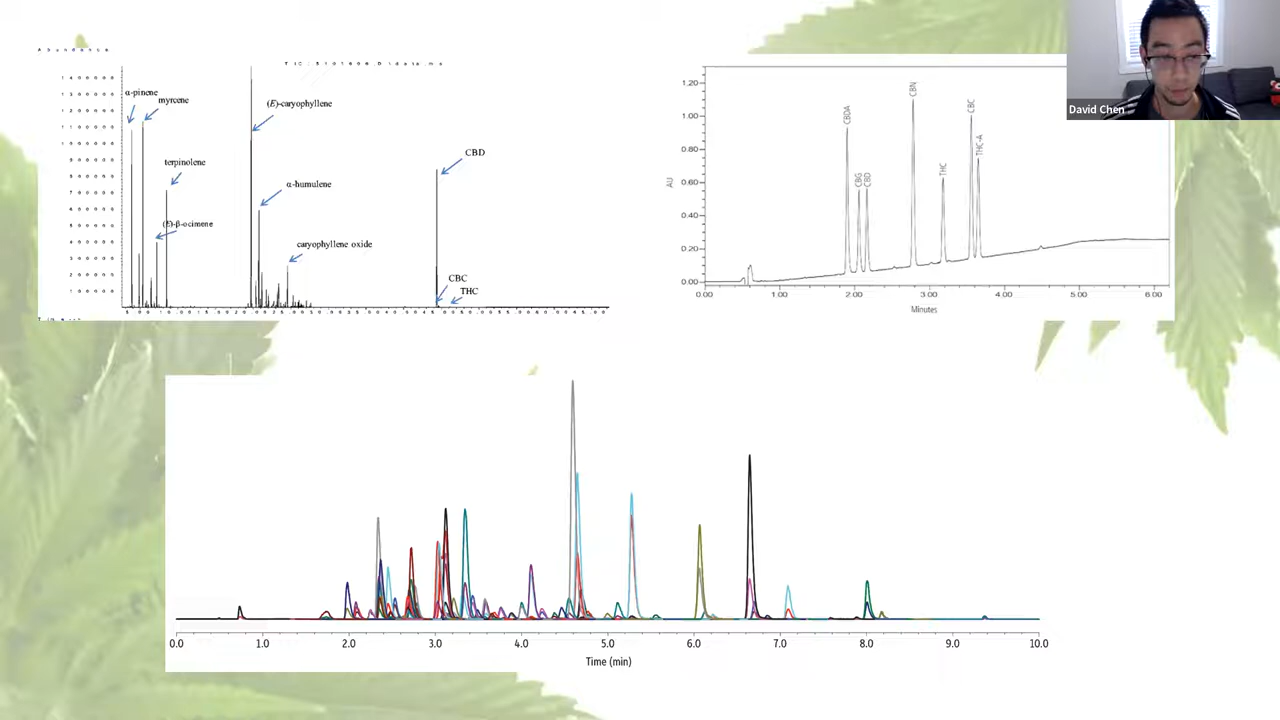 Abundance
α-pinene
myrcene
(E)-caryophyllene
CBD
terpinolene
α-humulene
(E)-β-ocimene
caryophyllene oxide
CBC
THC
1.20
1.00
0.80
0.60
0.40
0.20
0.00
AU
CBDA
CBG
CBD
CBN
THC
CBC
THC-A
0.00 1.00 2.00 3.00 4.00 5.00 6.00
Minutes
David Chen
0.0 1.0 2.0 3.0 4.0 5.0 6.0 7.0 8.0 9.0 10.0
Time (min)